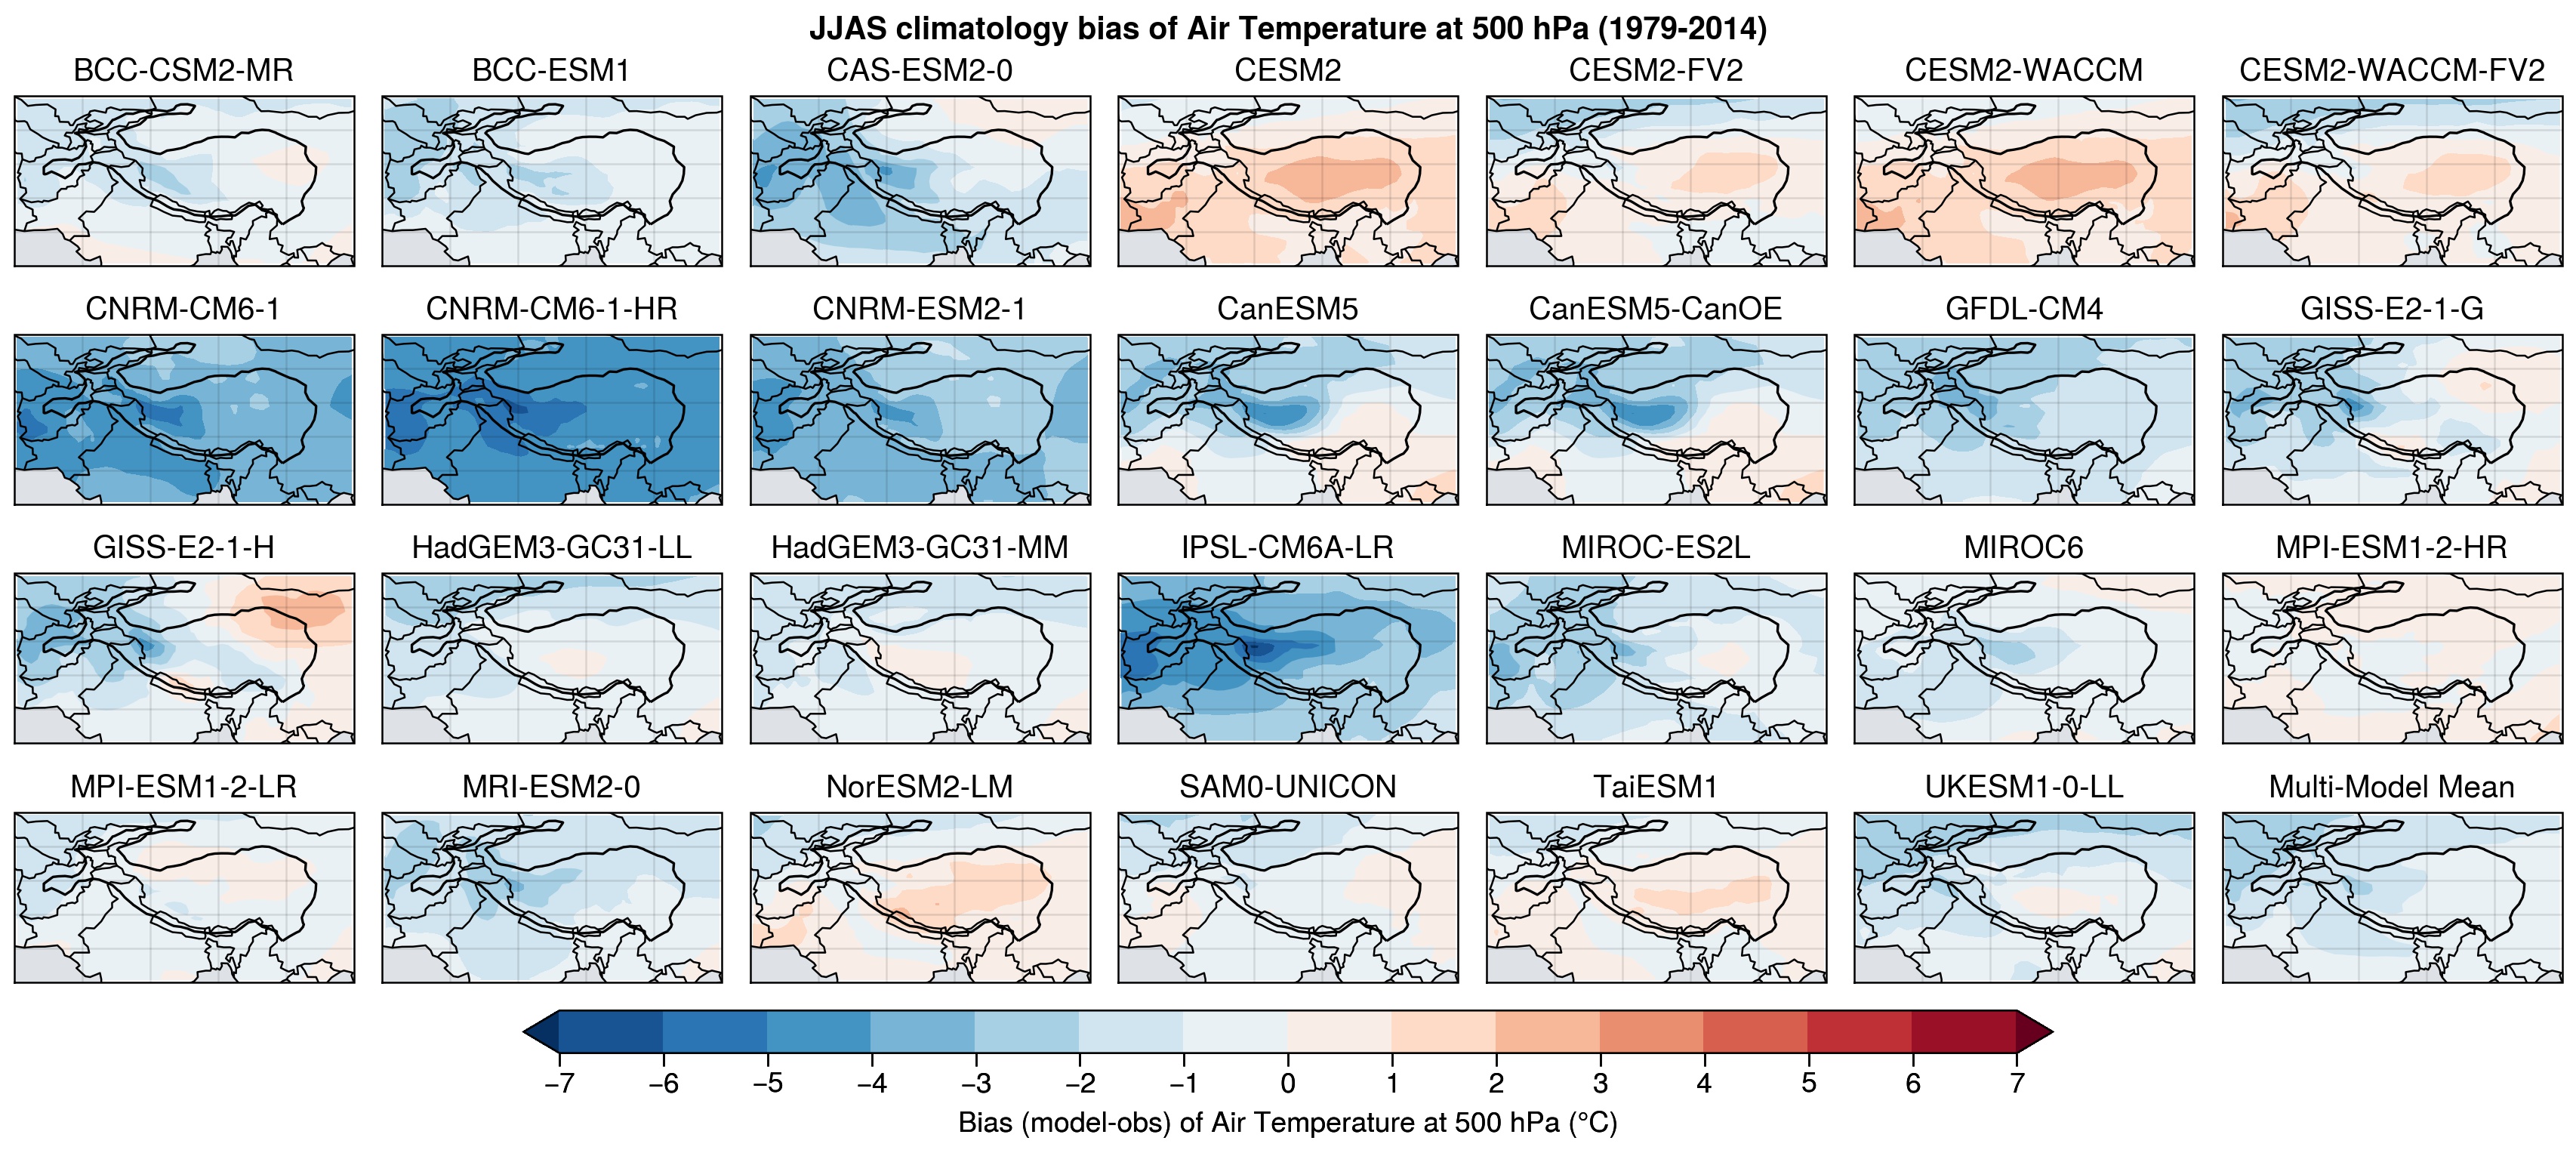 JJAS climatology bias of Air Temperature at 500 hPa (1979-2014)
BCC-CSM2-MR BCC-ESM1 CAS-ESM2-0 CESM2 CESM2-FV2 CESM2-WACCM CESM2-WACCM-FV2
CNRM-CM6-1 CNRM-CM6-1-HR CNRM-ESM2-1 CanESM5 CanESM5-CanOE GFDL-CM4 GISS-E2-1-G
GISS-E2-1-H HadGEM3-GC31-LL HadGEM3-GC31-MM IPSL-CM6A-LR MIROC-ES2L MIROC6 MPI-ESM1-2-HR
MPI-ESM1-2-LR MRI-ESM2-0 NorESM2-LM SAM0-UNICON TaiESM1 UKESM1-0-LL Multi-Model Mean
−7 −6 −5 −4 −3 −2 −1 0 1 2 3 4 5 6 7
Bias (model-obs) of Air Temperature at 500 hPa (°C)